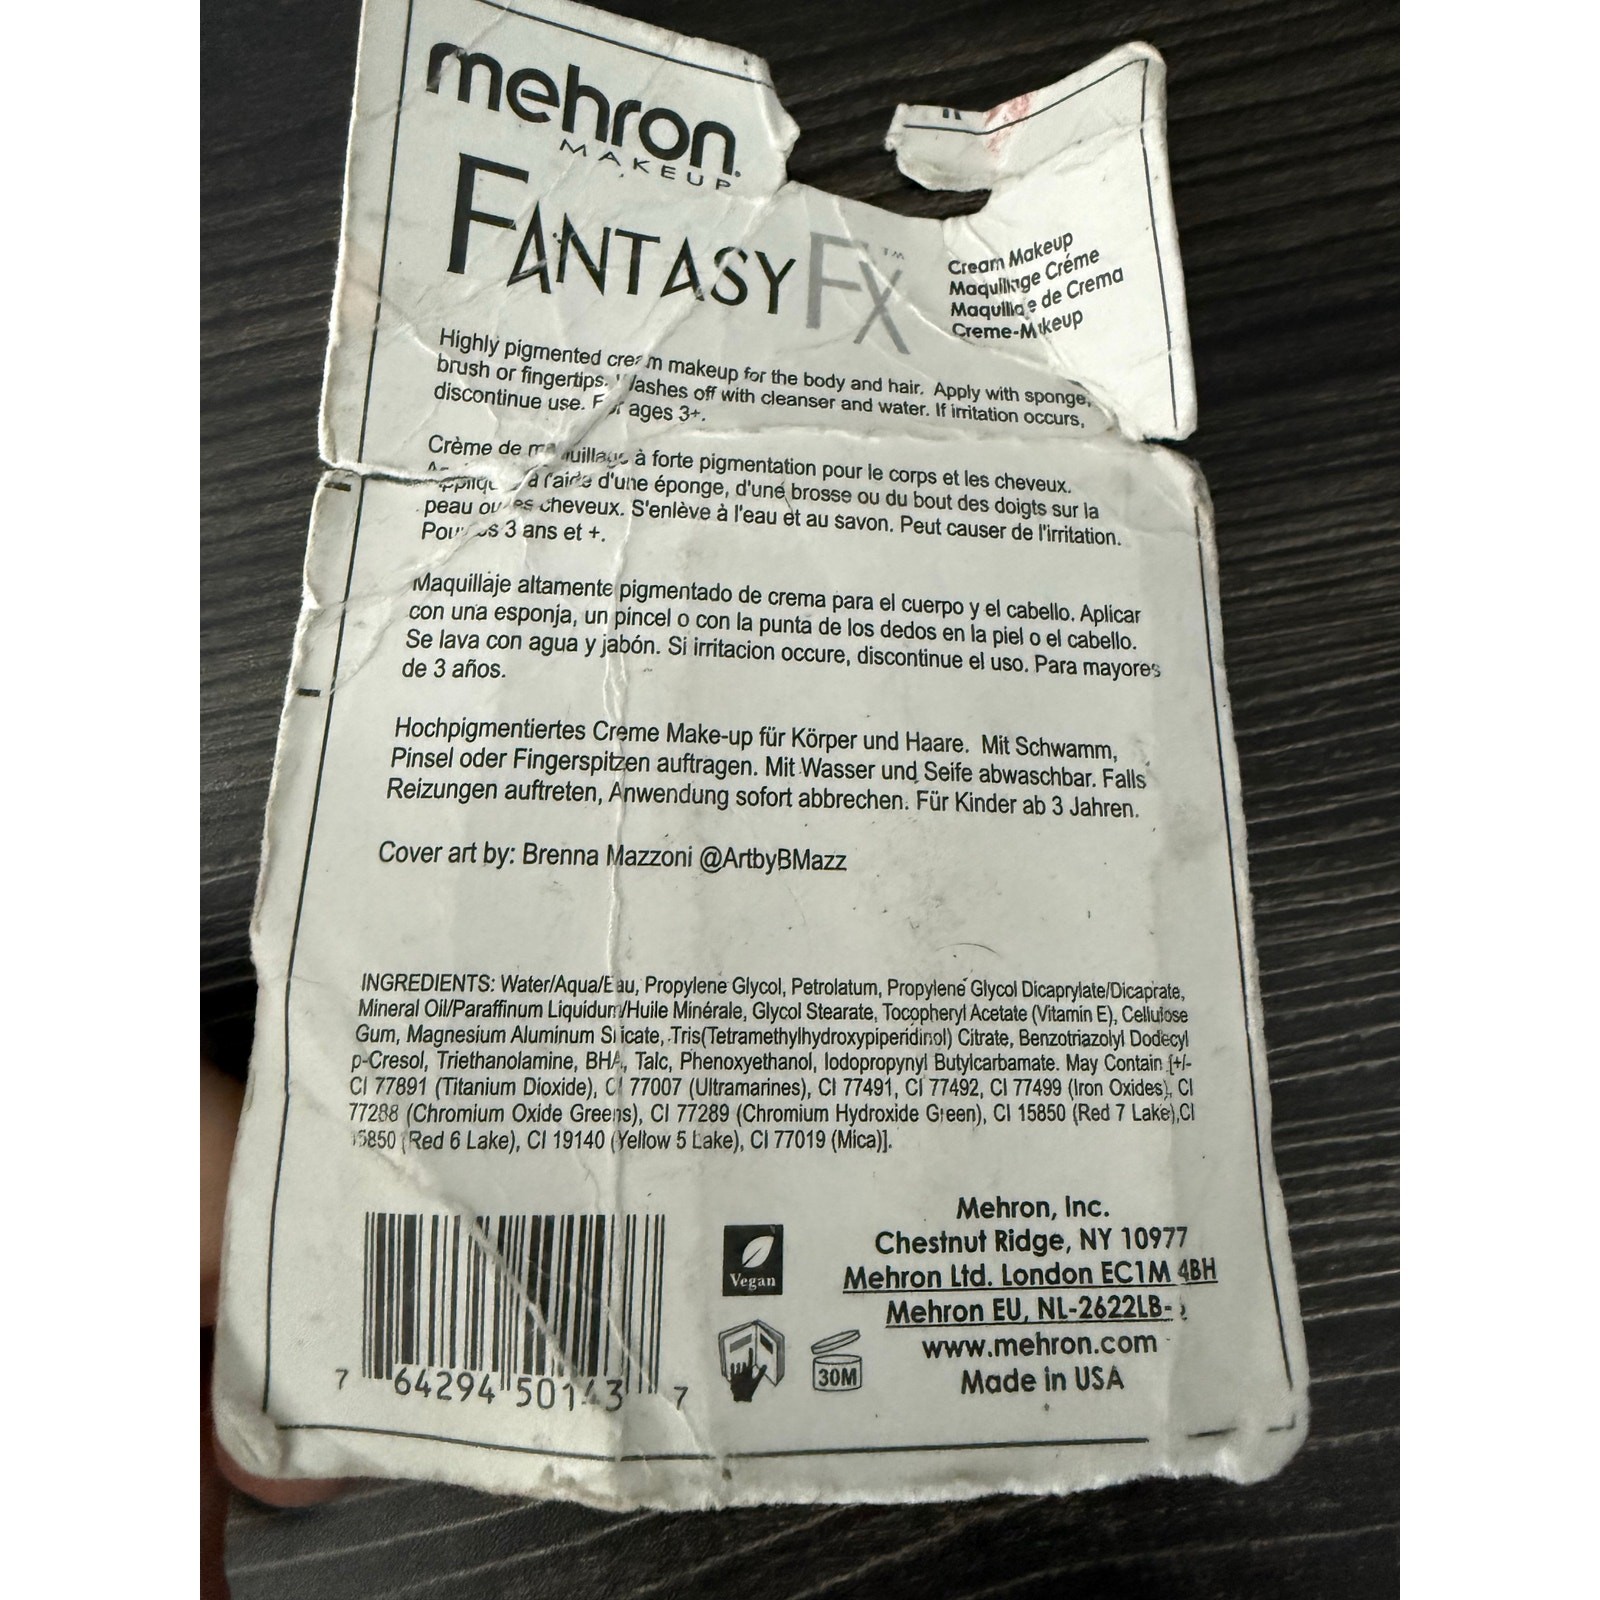 mehron
MAKEUP
FANTASYFX™
Cream Makeup
Maquillage Créme
Maquillage de Crema
Creme-Makeup
Highly pigmented cream makeup for the body and hair. Apply with sponge,
brush or fingertips. Washes off with cleanser and water. If irritation occurs,
discontinue use. For ages 3+.
Crème de maquillage à forte pigmentation pour le corps et les cheveux.
à l'aide d'une éponge, d'une brosse ou du bout des doigts sur la
peau ou les cheveux. S'enlève à l'eau et au savon. Peut causer de l'irritation.
Pour les 3 ans et +.
Maquillaje altamente pigmentado de crema para el cuerpo y el cabello. Aplicar
con una esponja, un pincel o con la punta de los dedos en la piel o el cabello.
Se lava con agua y jabón. Si irritacion occure, discontinue el uso. Para mayores
de 3 años.
Hochpigmentiertes Creme Make-up für Körper und Haare. Mit Schwamm,
Pinsel oder Fingerspitzen auftragen. Mit Wasser und Seife abwaschbar. Falls
Reizungen auftreten, Anwendung sofort abbrechen. Für Kinder ab 3 Jahren.
Cover art by: Brenna Mazzoni @ArtbyBMazz
INGREDIENTS: Water/Aqua/Eau, Propylene Glycol, Petrolatum, Propylene Glycol Dicaprylate/Dicaprate,
Mineral Oil/Paraffinum Liquidum/Huile Minérale, Glycol Stearate, Tocopheryl Acetate (Vitamin E), Cellulose
Gum, Magnesium Aluminum Silicate, Tris(Tetramethylhydroxypiperidinol) Citrate, Benzotriazolyl Dodecyl
p-Cresol, Triethanolamine, BHA, Talc, Phenoxyethanol, Iodopropynyl Butylcarbamate. May Contain [+/-
CI 77891 (Titanium Dioxide), CI 77007 (Ultramarines), CI 77491, CI 77492, CI 77499 (Iron Oxides), CI
77288 (Chromium Oxide Greens), CI 77289 (Chromium Hydroxide Green), CI 15850 (Red 7 Lake),CI
15850 (Red 6 Lake), CI 19140 (Yellow 5 Lake), CI 77019 (Mica)].
7 64294 50143 7
Vegan
30M
Mehron, Inc.
Chestnut Ridge, NY 10977
Mehron Ltd. London EC1M 4BH
Mehron EU, NL-2622LB-
www.mehron.com
Made in USA